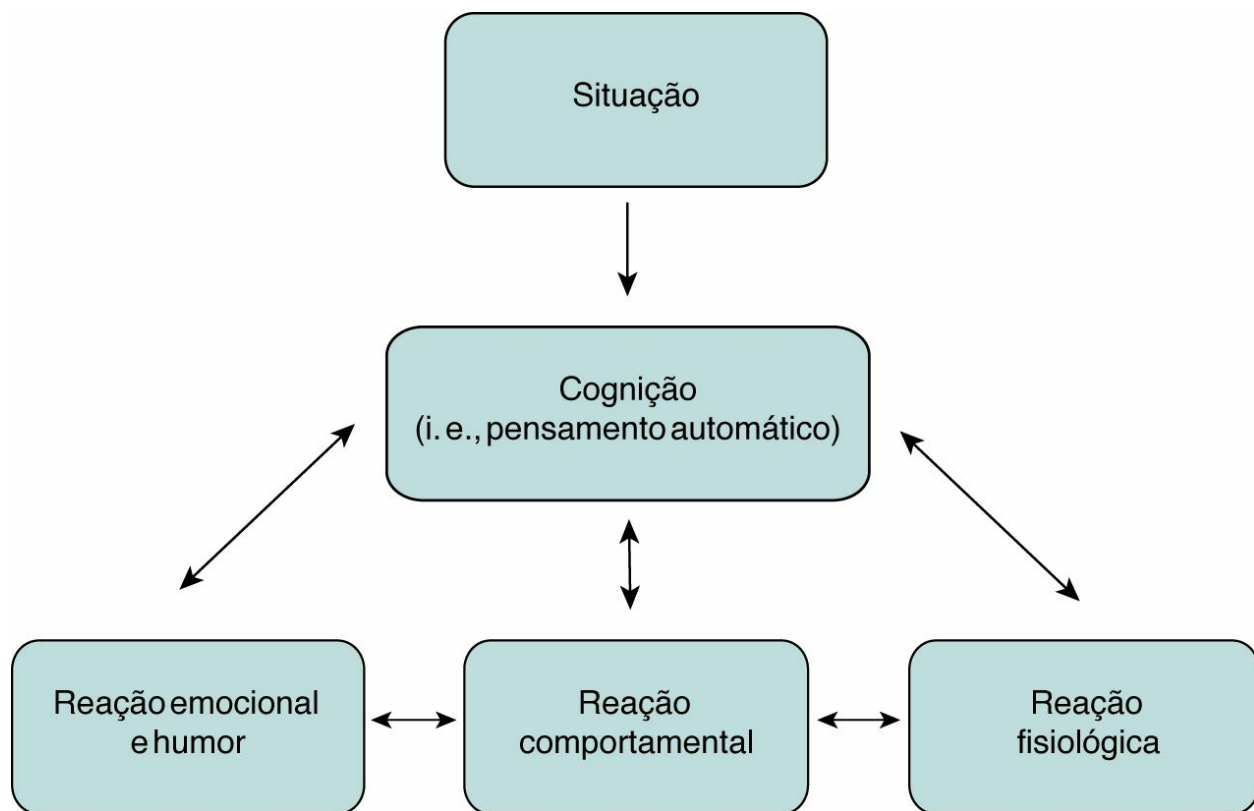 Situação
Cognição
(i. e., pensamento automático)
Reação emocional
e humor
Reação
comportamental
Reação
fisiológica